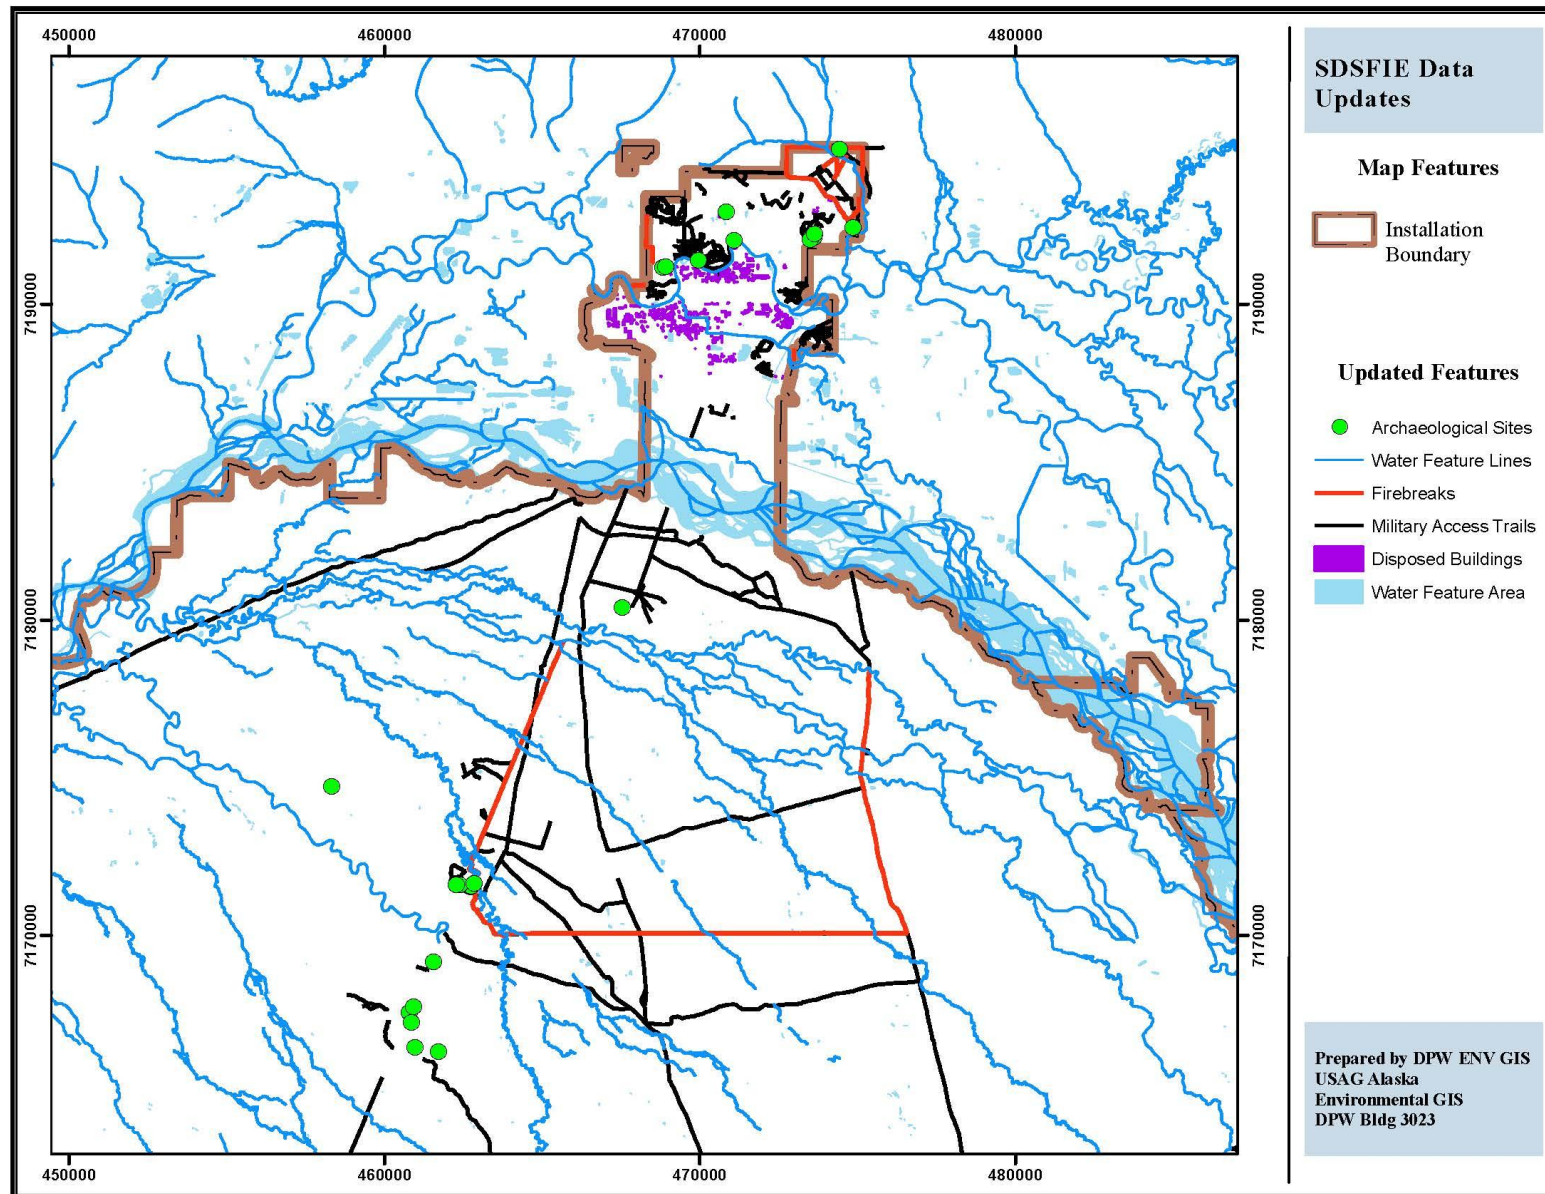 450000
460000
470000
480000
7190000
7180000
7170000
7190000
7180000
7170000
450000
460000
470000
480000
SDSFIE Data
Updates
Map Features
Installation
Boundary
Updated Features
Archaeological Sites
Water Feature Lines
Firebreaks
Military Access Trails
Disposed Buildings
Water Feature Area
Prepared by DPW ENV GIS
USAG Alaska
Environmental GIS
DPW Bldg 3023